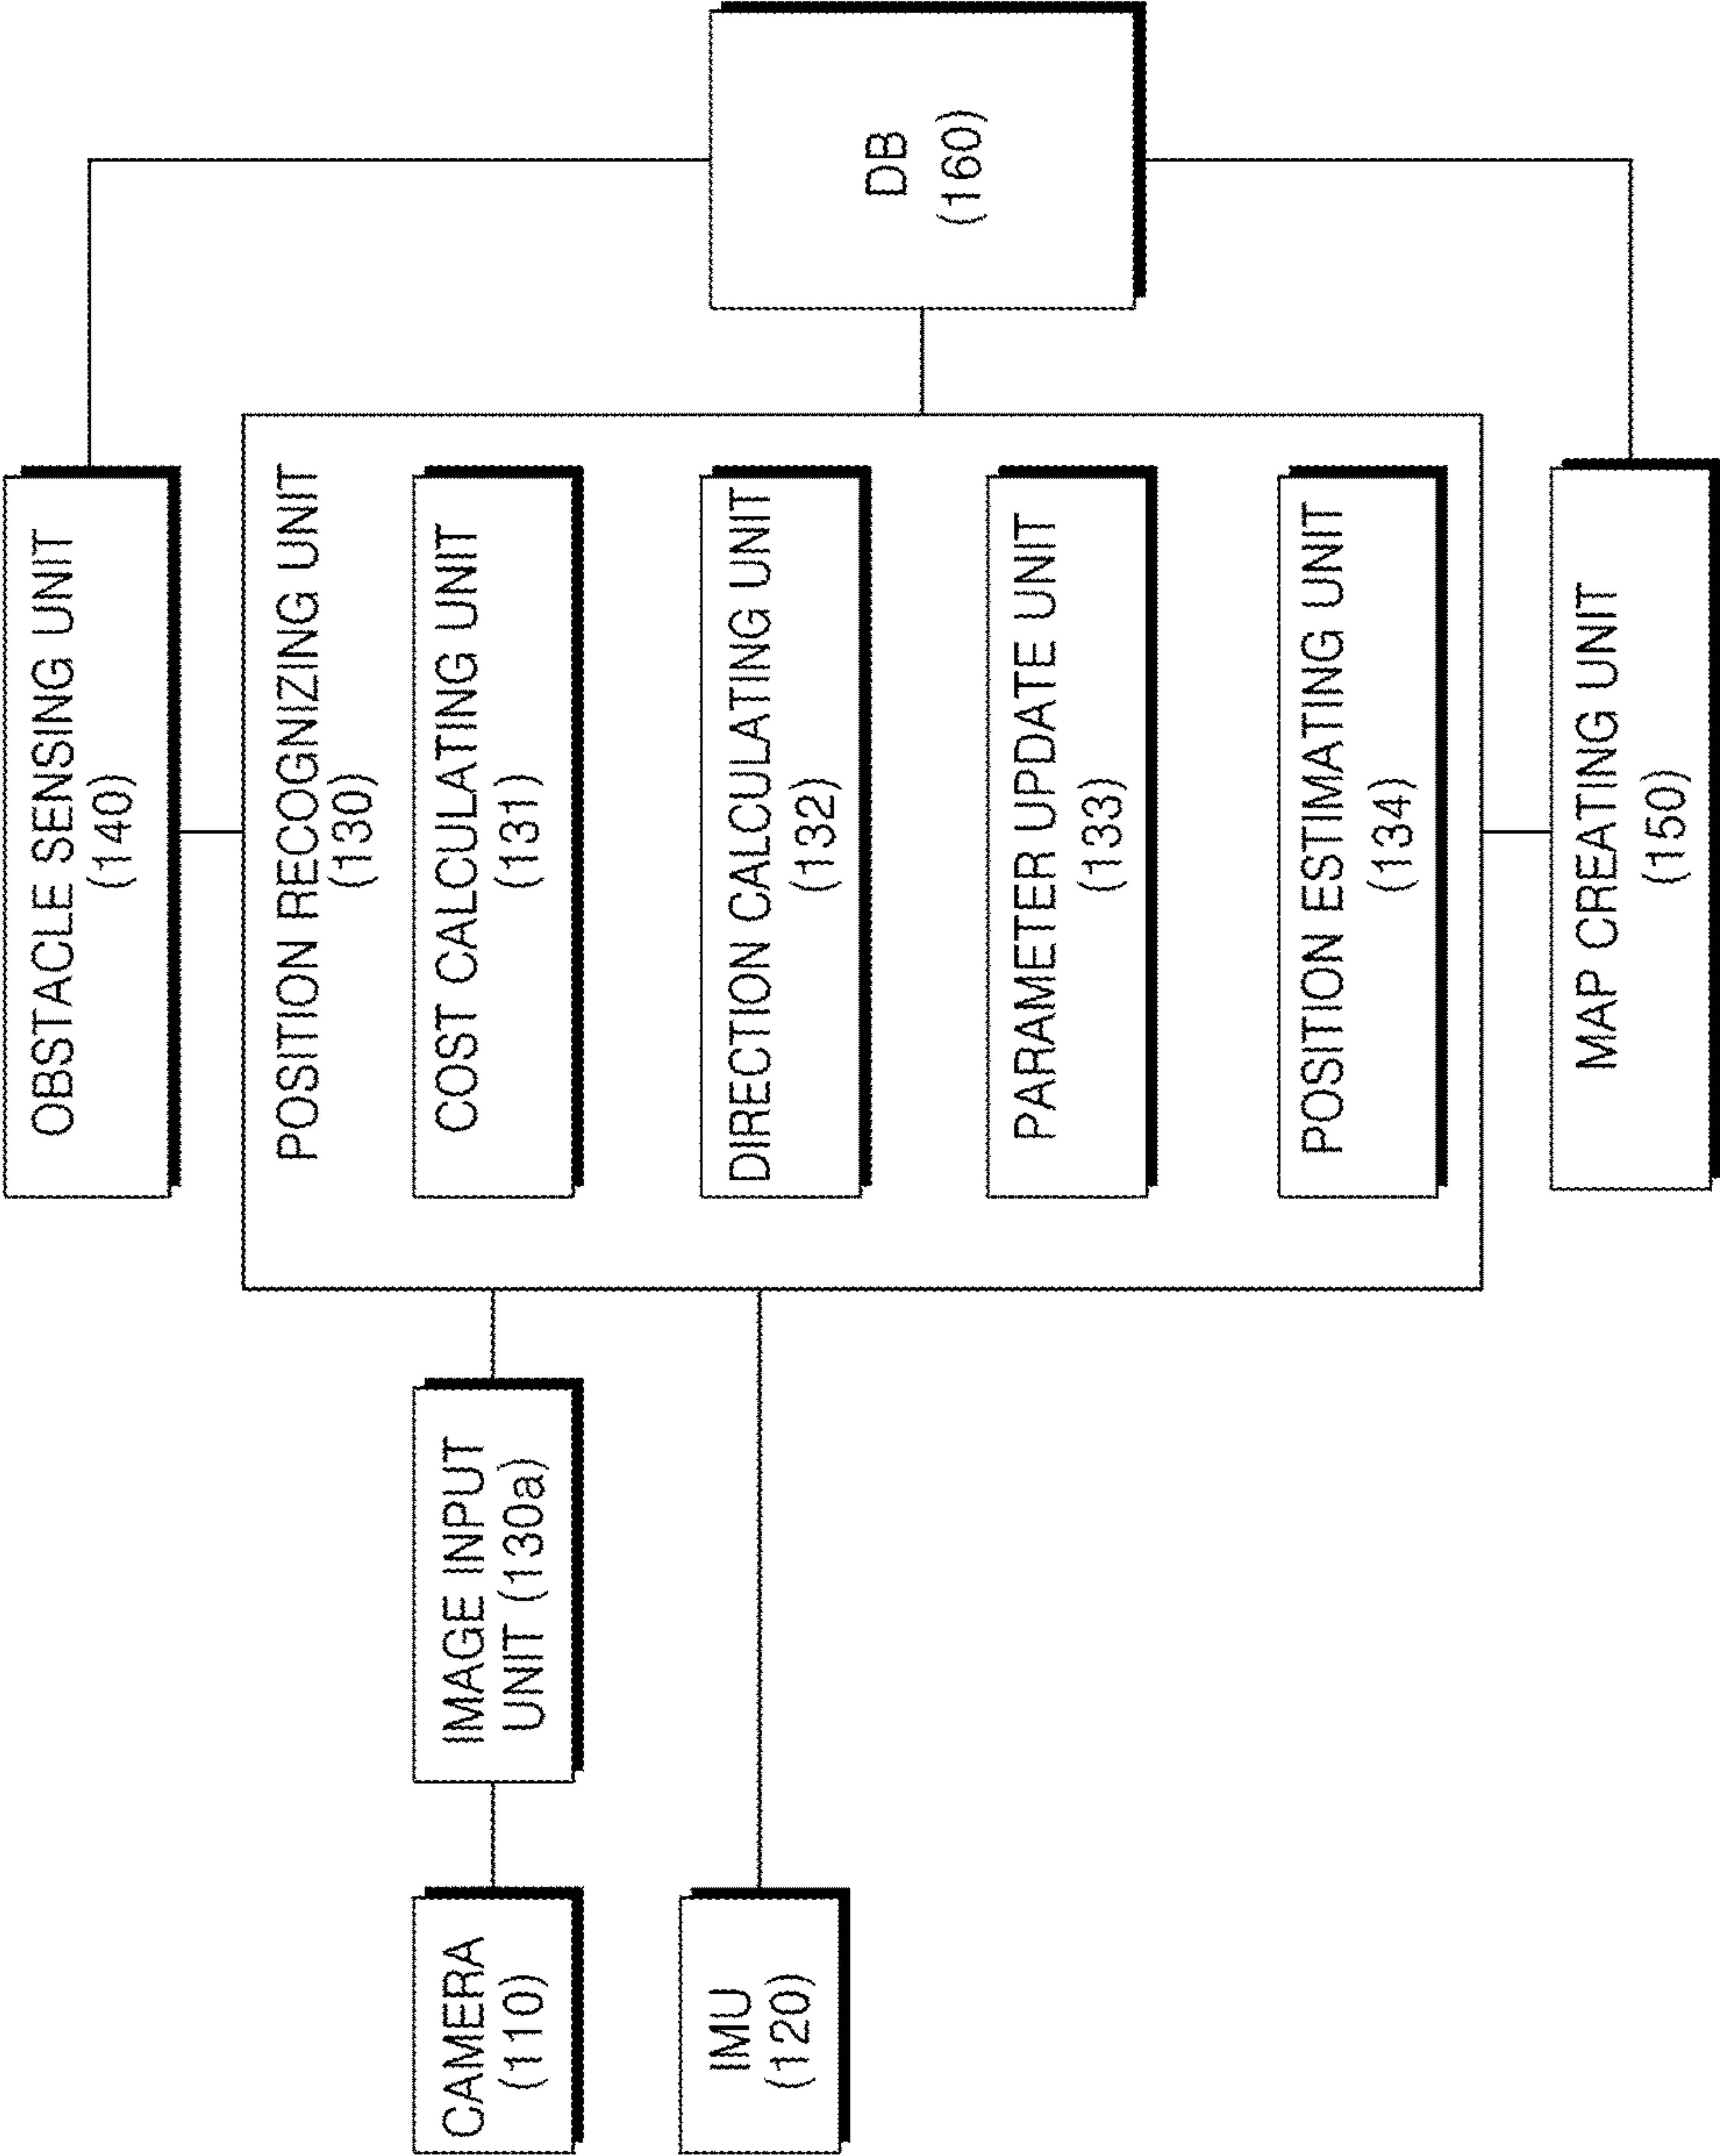 OBSTACLE SENSING UNIT
(140)
POSITION RECOGNIZING UNIT
(130)
CAMERA
(110)
IMAGE INPUT
UNIT (130a)
COST CALCULATING UNIT
(131)
IMU
(120)
DIRECTION CALCULATING UNIT
(132)
DB
(160)
PARAMETER UPDATE UNIT
(133)
POSITION ESTIMATING UNIT
(134)
MAP CREATING UNIT
(150)